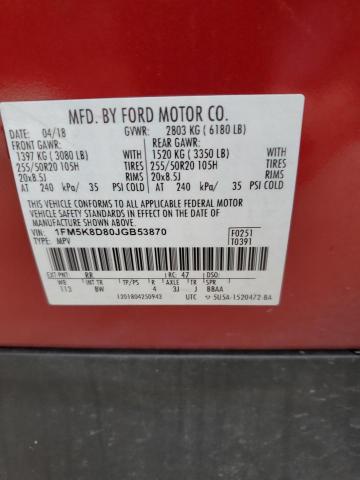 MFD. BY FORD MOTOR CO.
DATE: 04/18 GVWR: 2803 KG ( 6180 LB)
FRONT GAWR: REAR GAWR:
1397 KG ( 3080 LB) 1520 KG ( 3350 LB)
255/50R20 105H TIRES 255/50R20 105H TIRES
20x8.5J RIMS 20x8.5J RIMS
AT 240 kPa/ 35 PSI COLD AT 240 kPa/ 35 PSI COLD
THIS VEHICLE CONFORMS TO ALL APPLICABLE FEDERAL MOTOR
VEHICLE SAFETY AND THEFT PREVENTION STANDARDS IN EFFECT ON THE DATE OF
MANUFACTURE SHOWN ABOVE.
VIN: 1FM5K8D80JGB53870 F0251
TYPE: MPV T0391
EXT PNT: RR RC: 47 DSO:
WB BRK INT TR TP/PS R AXLE TR SPR
113 BW 4 3J J BBAA
1201804250943 UTC 5U5A-1520472-BA